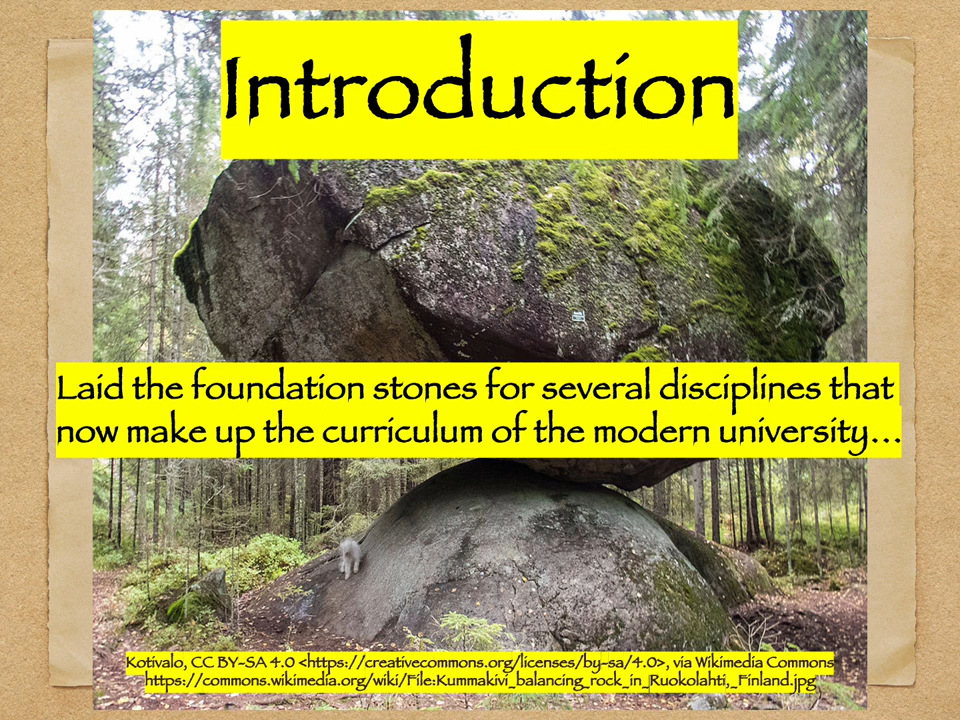 Introduction
Laid the foundation stones for several disciplines that
now make up the curriculum of the modern university...
Kotivalo, CC BY-SA 4.0 <https://creativecommons.org/licenses/by-sa/4.0>, via Wikimedia Commons
https://commons.wikimedia.org/wiki/File:Kummakivi_balancing_rock_in_Ruokolahti,_Finland.jpg